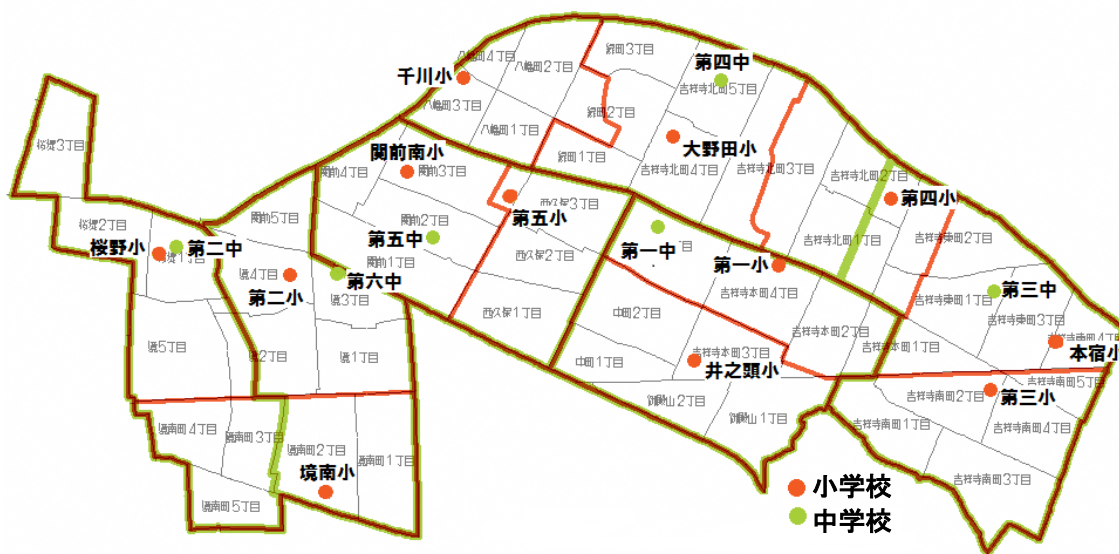 八幡町4丁目
緑町3丁目
第四中
千川小
八幡町2丁目
吉祥寺北町5丁目
八幡町3丁目
緑町2丁目
八幡町1丁目
大野田小
桜堤3丁目
関前南小
緑町1丁目
関前4丁目
関前3丁目
吉祥寺北町4丁目
吉祥寺北町3丁目
吉祥寺北町2丁目
第四小
第五小
西久保3丁目
桜堤2丁目
関前5丁目
関前2丁目
第一中
吉祥寺北町1丁目
吉祥寺東町2丁目
桜野小
第二中
第五中
西久保2丁目
関前1丁目
第一小
第二小
境4丁目
第六中
境3丁目
吉祥寺本町4丁目
第三中
吉祥寺東町1丁目
西久保1丁目
中町2丁目
吉祥寺東町3丁目
吉祥寺本町2丁目
吉祥寺東町4丁目
境5丁目
境2丁目
境1丁目
中町1丁目
吉祥寺本町3丁目
吉祥寺本町1丁目
本宿小
井之頭小
吉祥寺南町5丁目
吉祥寺南町2丁目
第三小
御殿山2丁目
御殿山1丁目
吉祥寺南町1丁目
吉祥寺南町4丁目
境南町4丁目
境南町3丁目
境南町2丁目
境南町1丁目
境南小
吉祥寺南町3丁目
小学校
境南町5丁目
中学校